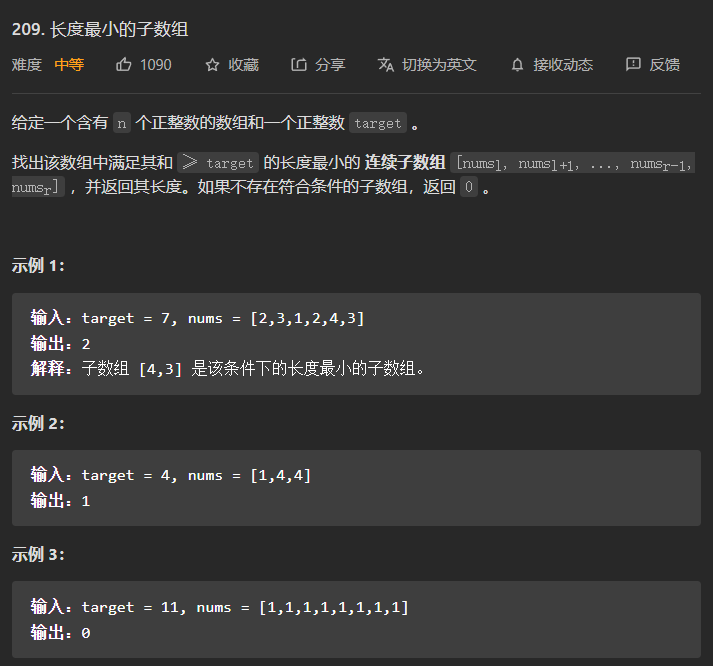 209. 长度最小的子数组
难度 中等 1090 收藏 分享 切换为英文 接收动态 反馈
给定一个含有 n 个正整数的数组和一个正整数 target 。
找出该数组中满足其和 ≥ target 的长度最小的 连续子数组 [numsl, numsl+1, ..., numsr-1,
numsr] ，并返回其长度。如果不存在符合条件的子数组，返回 0 。
示例 1：
输入：target = 7, nums = [2,3,1,2,4,3]
输出：2
解释：子数组 [4,3] 是该条件下的长度最小的子数组。
示例 2：
输入：target = 4, nums = [1,4,4]
输出：1
示例 3：
输入：target = 11, nums = [1,1,1,1,1,1,1,1]
输出：0